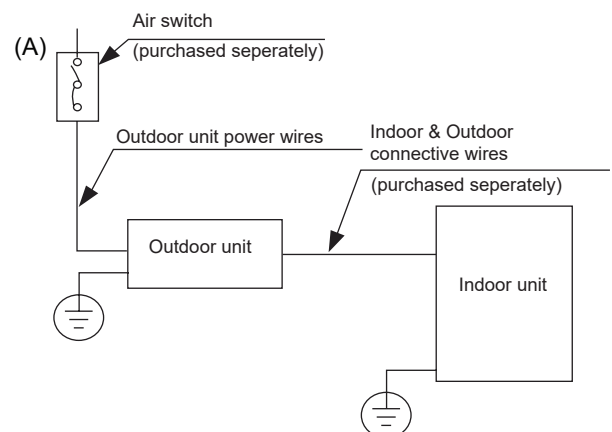 Air switch
(A)
(purchased seperately)
Outdoor unit power wires
Indoor & Outdoor
connective wires
(purchased seperately)
Outdoor unit
Indoor unit